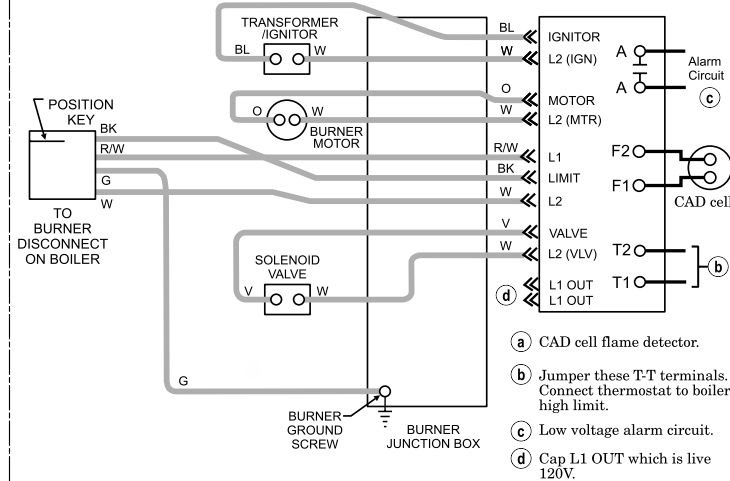 TRANSFORMER
/IGNITOR
BL
W
BL
W
IGNITOR
L2 (IGN)
A
A
Alarm
Circuit
c
O
W
BURNER
MOTOR
O
W
MOTOR
L2 (MTR)
POSITION
KEY
BK
R/W
G
W
TO
BURNER
DISCONNECT
ON BOILER
R/W
BK
W
L1
LIMIT
L2
F2
F1
CAD cell
V
W
VALVE
L2 (VLV)
T2
T1
b
SOLENOID
VALVE
V
W
d
L1 OUT
L1 OUT
G
BURNER
GROUND
SCREW
BURNER
JUNCTION BOX
a CAD cell flame detector.
b Jumper these T-T terminals.
Connect thermostat to boiler
high limit.
c Low voltage alarm circuit.
d Cap L1 OUT which is live
120V.